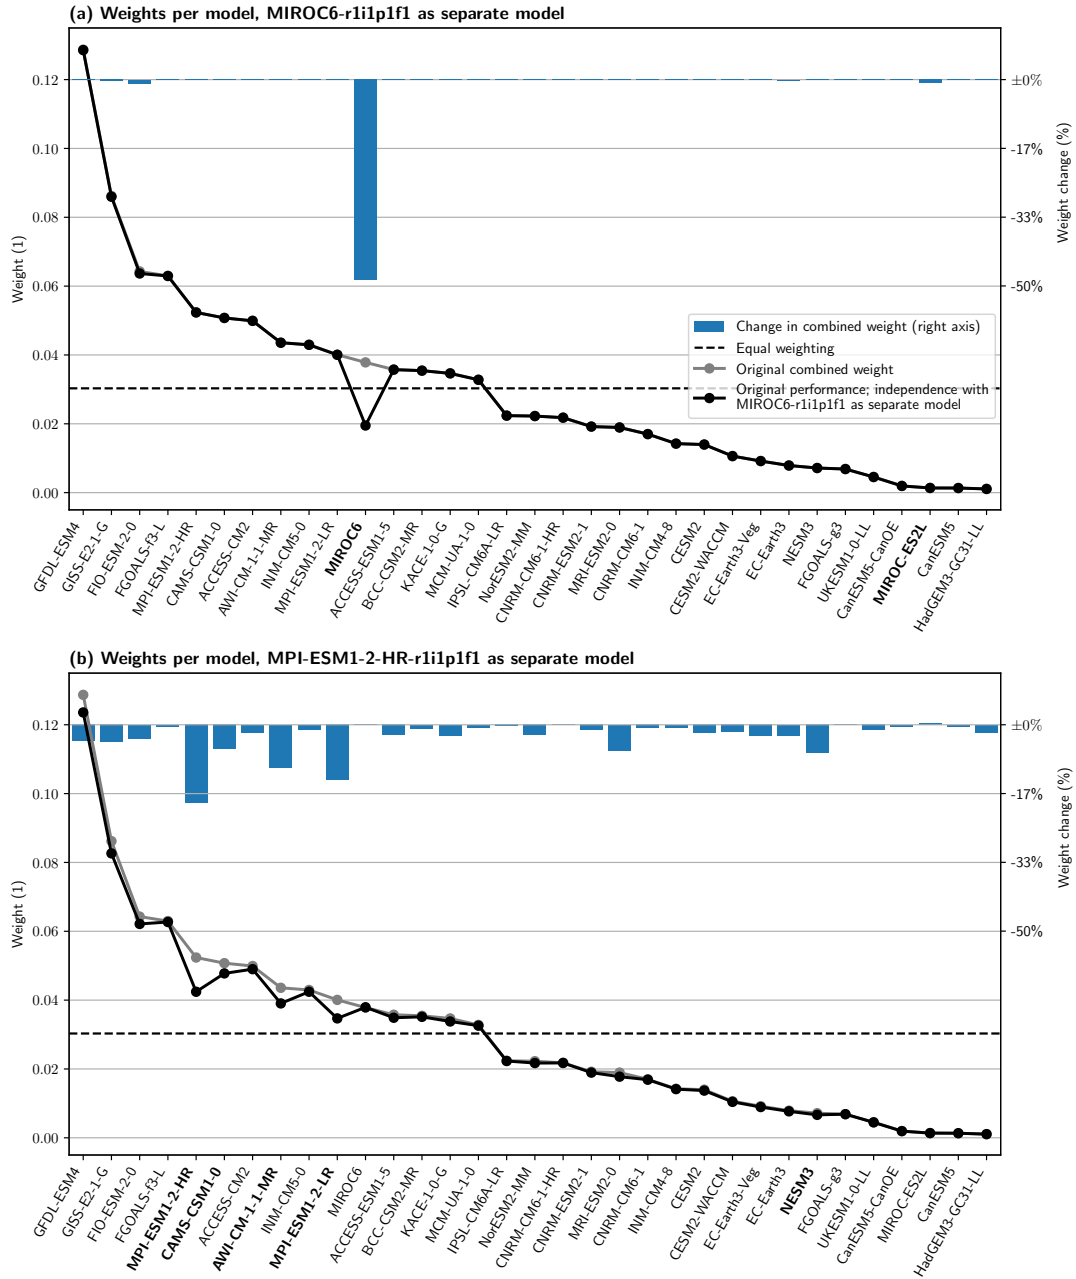 (a) Weights per model, MIROC6-r1i1p1f1 as separate model
0.12
0.10
0.08
0.06
0.04
0.02
0.00
Weight (1)
±0%
-17%
-33%
-50%
Weight change (%)
Change in combined weight (right axis)
Equal weighting
Original combined weight
Original performance; independence with
MIROC6-r1i1p1f1 as separate model
GFDL-ESM4
GISS-E2-1-G
FIO-ESM-2-0
FGOALS-f3-L
MPI-ESM1-2-HR
CAMS-CSM1-0
ACCESS-CM2
AWI-CM-1-1-MR
INM-CM5-0
MPI-ESM1-2-LR
MIROC6
ACCESS-ESM1-5
BCC-CSM2-MR
KACE-1-0-G
MCM-UA-1-0
IPSL-CM6A-LR
NorESM2-MM
CNRM-CM6-1-HR
CNRM-ESM2-1
MRI-ESM2-0
CNRM-CM6-1
INM-CM4-8
CESM2
CESM2-WACCM
EC-Earth3-Veg
EC-Earth3
NESM3
FGOALS-g3
UKESM1-0-LL
CanESM5-CanOE
MIROC-ES2L
CanESM5
HadGEM3-GC31-LL
(b) Weights per model, MPI-ESM1-2-HR-r1i1p1f1 as separate model
0.12
0.10
0.08
0.06
0.04
0.02
0.00
Weight (1)
±0%
-17%
-33%
-50%
Weight change (%)
GFDL-ESM4
GISS-E2-1-G
FIO-ESM-2-0
FGOALS-f3-L
MPI-ESM1-2-HR
CAMS-CSM1-0
ACCESS-CM2
AWI-CM-1-1-MR
INM-CM5-0
MPI-ESM1-2-LR
MIROC6
ACCESS-ESM1-5
BCC-CSM2-MR
KACE-1-0-G
MCM-UA-1-0
IPSL-CM6A-LR
NorESM2-MM
CNRM-CM6-1-HR
CNRM-ESM2-1
MRI-ESM2-0
CNRM-CM6-1
INM-CM4-8
CESM2
CESM2-WACCM
EC-Earth3-Veg
EC-Earth3
NESM3
FGOALS-g3
UKESM1-0-LL
CanESM5-CanOE
MIROC-ES2L
CanESM5
HadGEM3-GC31-LL